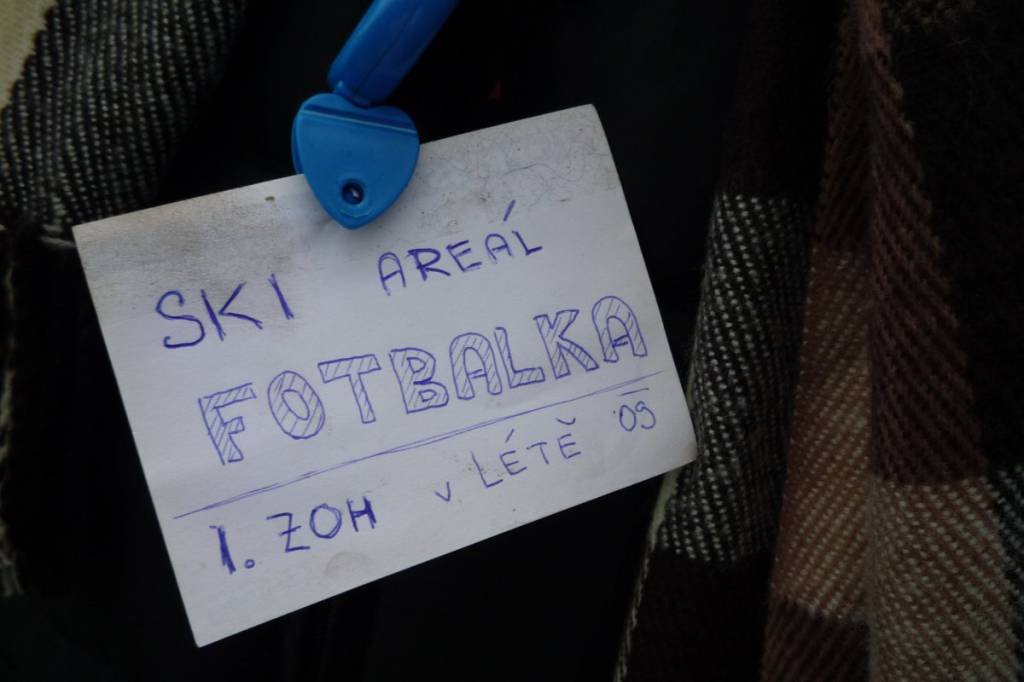 SKI AREÁL
FOTBALKA
1. ZOH v LÉTĚ '09